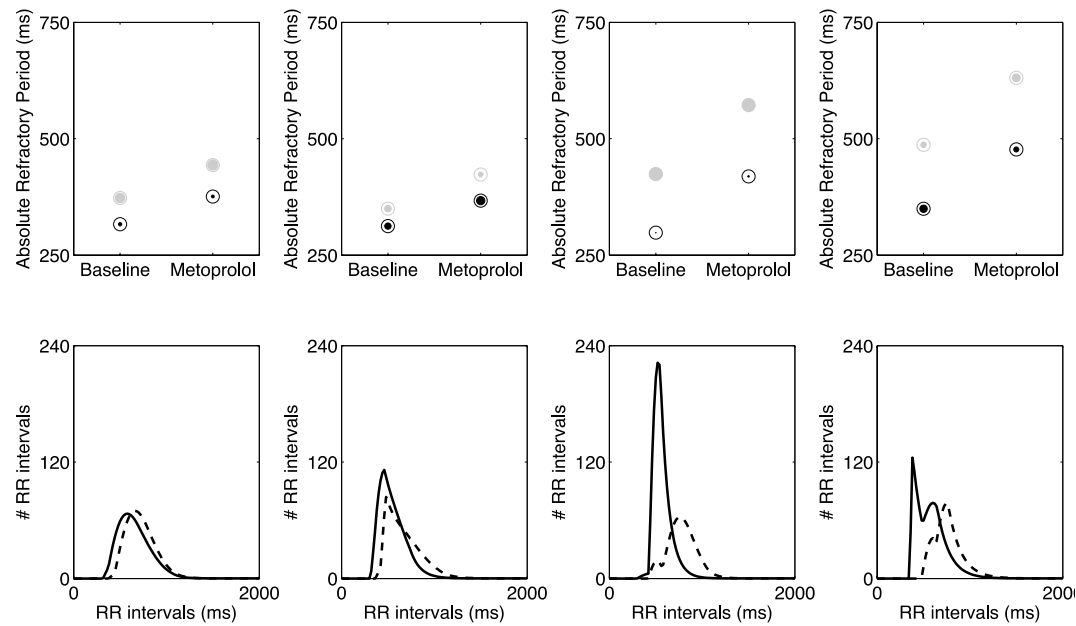 Absolute Refractory Period (ms)
750
500
250
Baseline
Metoprolol
Absolute Refractory Period (ms)
750
500
250
Baseline
Metoprolol
Absolute Refractory Period (ms)
750
500
250
Baseline
Metoprolol
Absolute Refractory Period (ms)
750
500
250
Baseline
Metoprolol
# RR intervals
240
120
0
0
2000
RR intervals (ms)
# RR intervals
240
120
0
0
2000
RR intervals (ms)
# RR intervals
240
120
0
0
2000
RR intervals (ms)
# RR intervals
240
120
0
0
2000
RR intervals (ms)